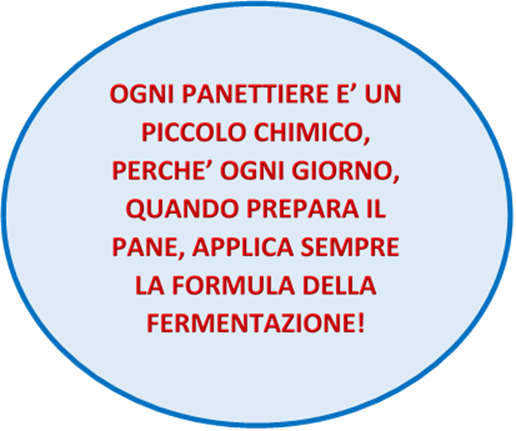 OGNI PANETTIERE E’ UN
PICCOLO CHIMICO,
PERCHE’ OGNI GIORNO,
QUANDO PREPARA IL
PANE, APPLICA SEMPRE
LA FORMULA DELLA
FERMENTAZIONE!